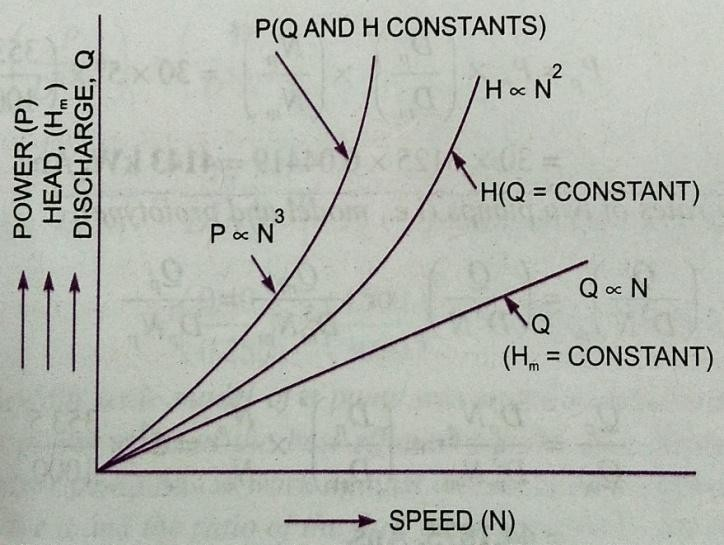 P(Q AND H CONSTANTS)
H ∝ N²
H(Q = CONSTANT)
P ∝ N³
Q ∝ N
Q
(Hₘ = CONSTANT)
POWER (P)
HEAD, (Hₘ)
DISCHARGE, Q
SPEED (N)